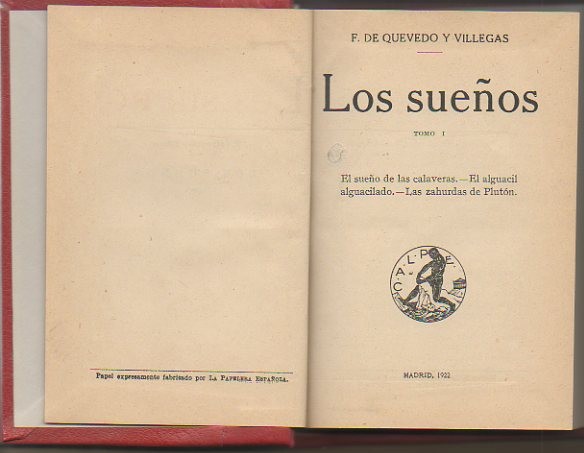 Papel expresamente fabricado por LA PAPELERA ESPAÑOLA.
F. DE QUEVEDO Y VILLEGAS
Los sueños
TOMO I
El sueño de las calaveras.—El alguacil
alguacilado.—Las zahurdas de Plutón.
CALPE
MADRID, 1922